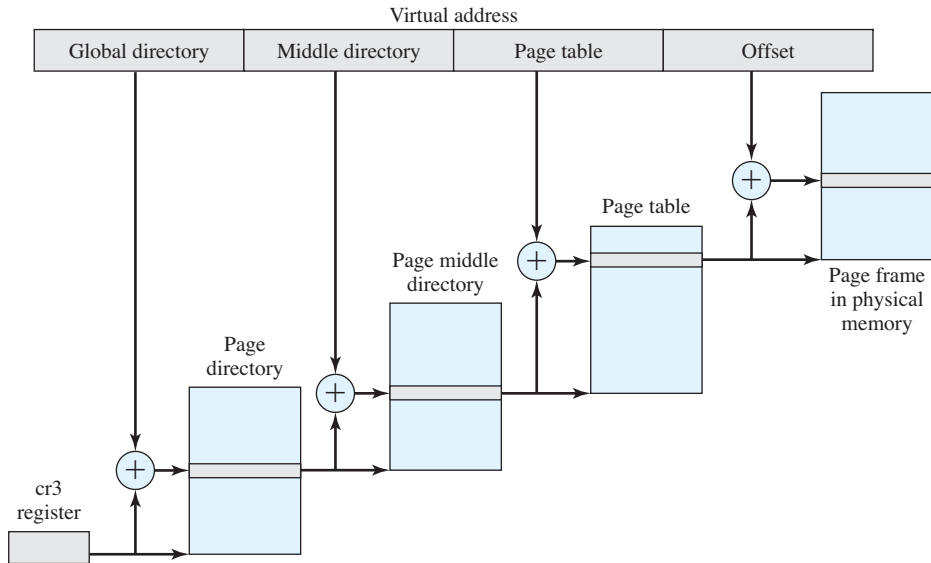 Virtual address
Global directory
Middle directory
Page table
Offset
+
Page table
+
Page frame
in physical
memory
Page middle
directory
+
Page
directory
+
cr3
register